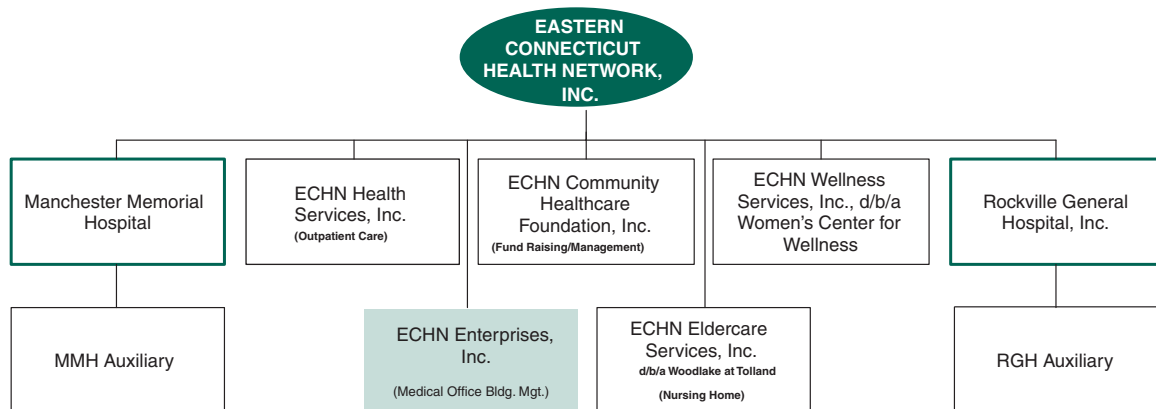 EASTERN
CONNECTICUT
HEALTH NETWORK,
INC.
Manchester Memorial
Hospital
ECHN Health
Services, Inc.
(Outpatient Care)
ECHN Community
Healthcare
Foundation, Inc.
(Fund Raising/Management)
ECHN Wellness
Services, Inc., d/b/a
Women's Center for
Wellness
Rockville General
Hospital, Inc.
MMH Auxiliary
ECHN Enterprises,
Inc.
(Medical Office Bldg. Mgt.)
ECHN Eldercare
Services, Inc.
d/b/a Woodlake at Tolland
(Nursing Home)
RGH Auxiliary